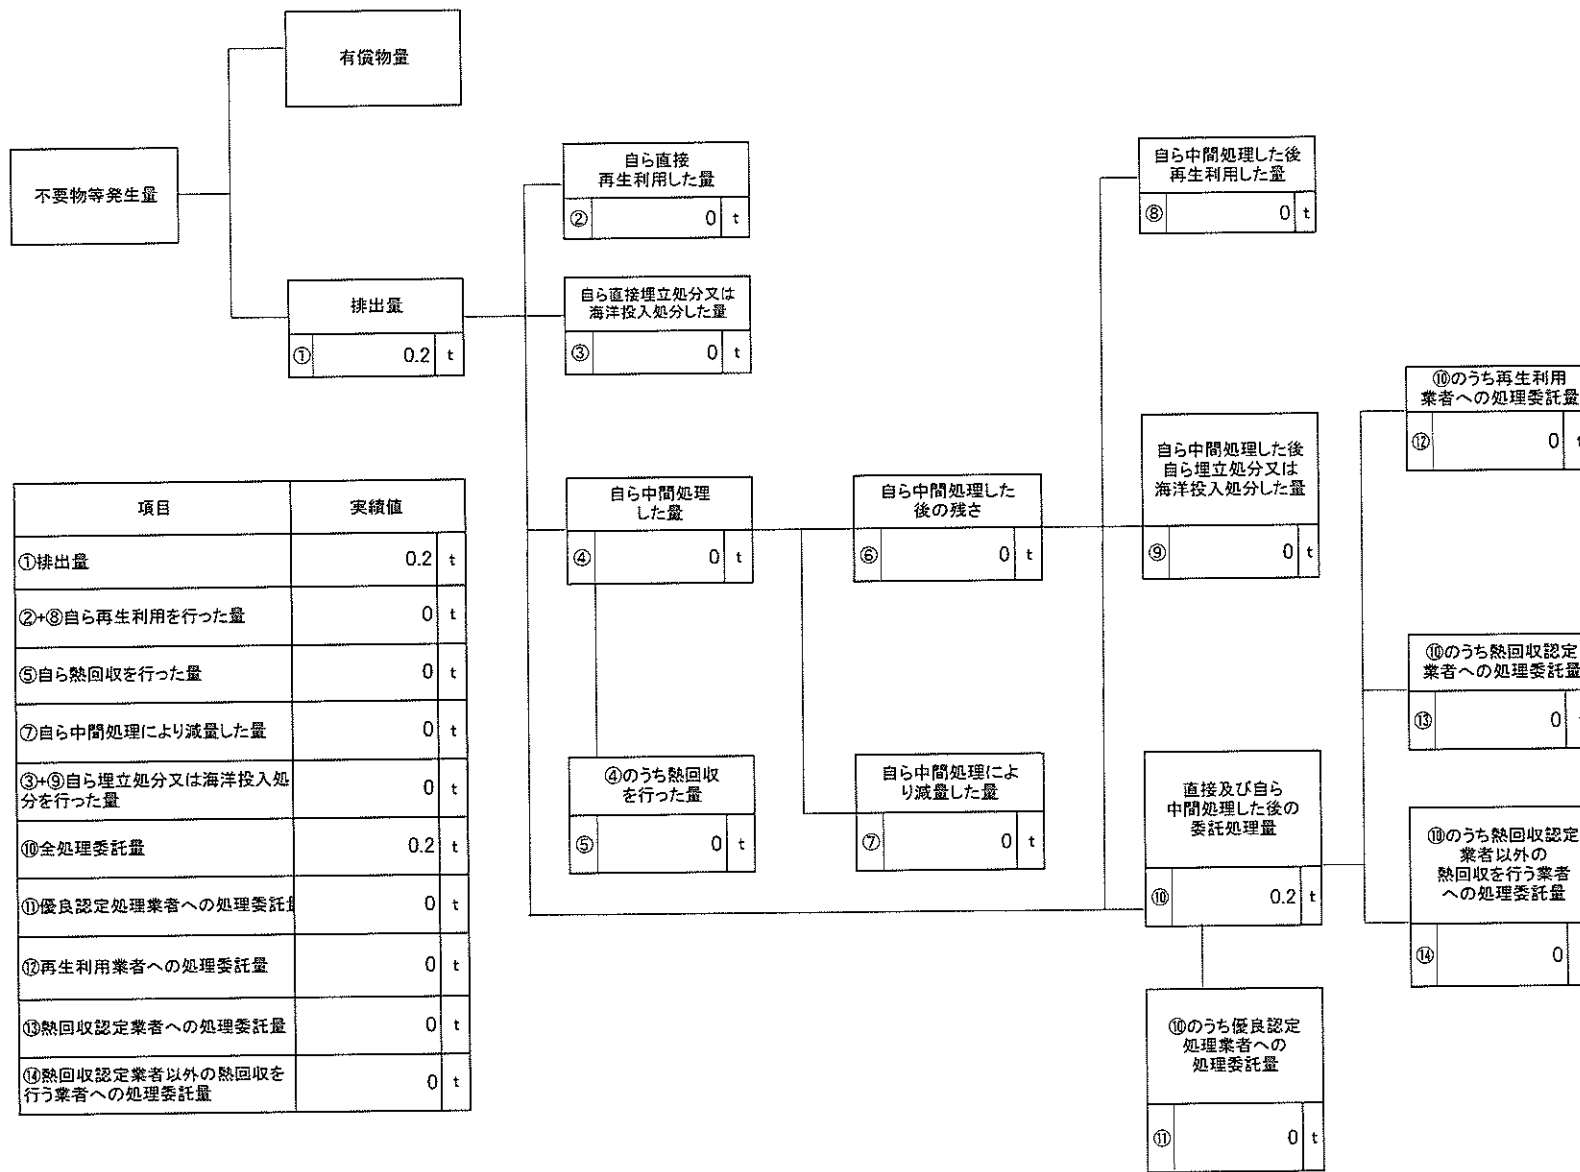 有償物量
不要物等発生量
排出量
① 0.2 t
自ら直接
再生利用した量
② 0 t
自ら直接埋立処分又は
海洋投入処分した量
③ 0 t
自ら中間処理
した量
④ 0 t
④のうち熱回収
を行った量
⑤ 0 t
自ら中間処理した
後の残さ
⑥ 0 t
自ら中間処理によ
り減量した量
⑦ 0 t
自ら中間処理した後
再生利用した量
⑧ 0 t
自ら中間処理した後
自ら埋立処分又は
海洋投入処分した量
⑨ 0 t
直接及び自ら
中間処理した後の
委託処理量
⑩ 0.2 t
⑩のうち優良認定
処理業者への
処理委託量
⑪ 0 t
⑩のうち再生利用
業者への処理委託量
⑫ 0 t
⑩のうち熱回収認定
業者への処理委託量
⑬ 0
⑩のうち熱回収認定
業者以外の
熱回収を行う業者
への処理委託量
⑭ 0
項目 実績値
①排出量 0.2 t
②+⑧自ら再生利用を行った量 0 t
⑤自ら熱回収を行った量 0 t
⑦自ら中間処理により減量した量 0 t
③+⑨自ら埋立処分又は海洋投入処
分を行った量 0 t
⑩全処理委託量 0.2 t
⑪優良認定処理業者への処理委託 0 t
⑫再生利用業者への処理委託量 0 t
⑬熱回収認定業者への処理委託量 0 t
⑭熱回収認定業者以外の熱回収を
行う業者への処理委託量 0 t